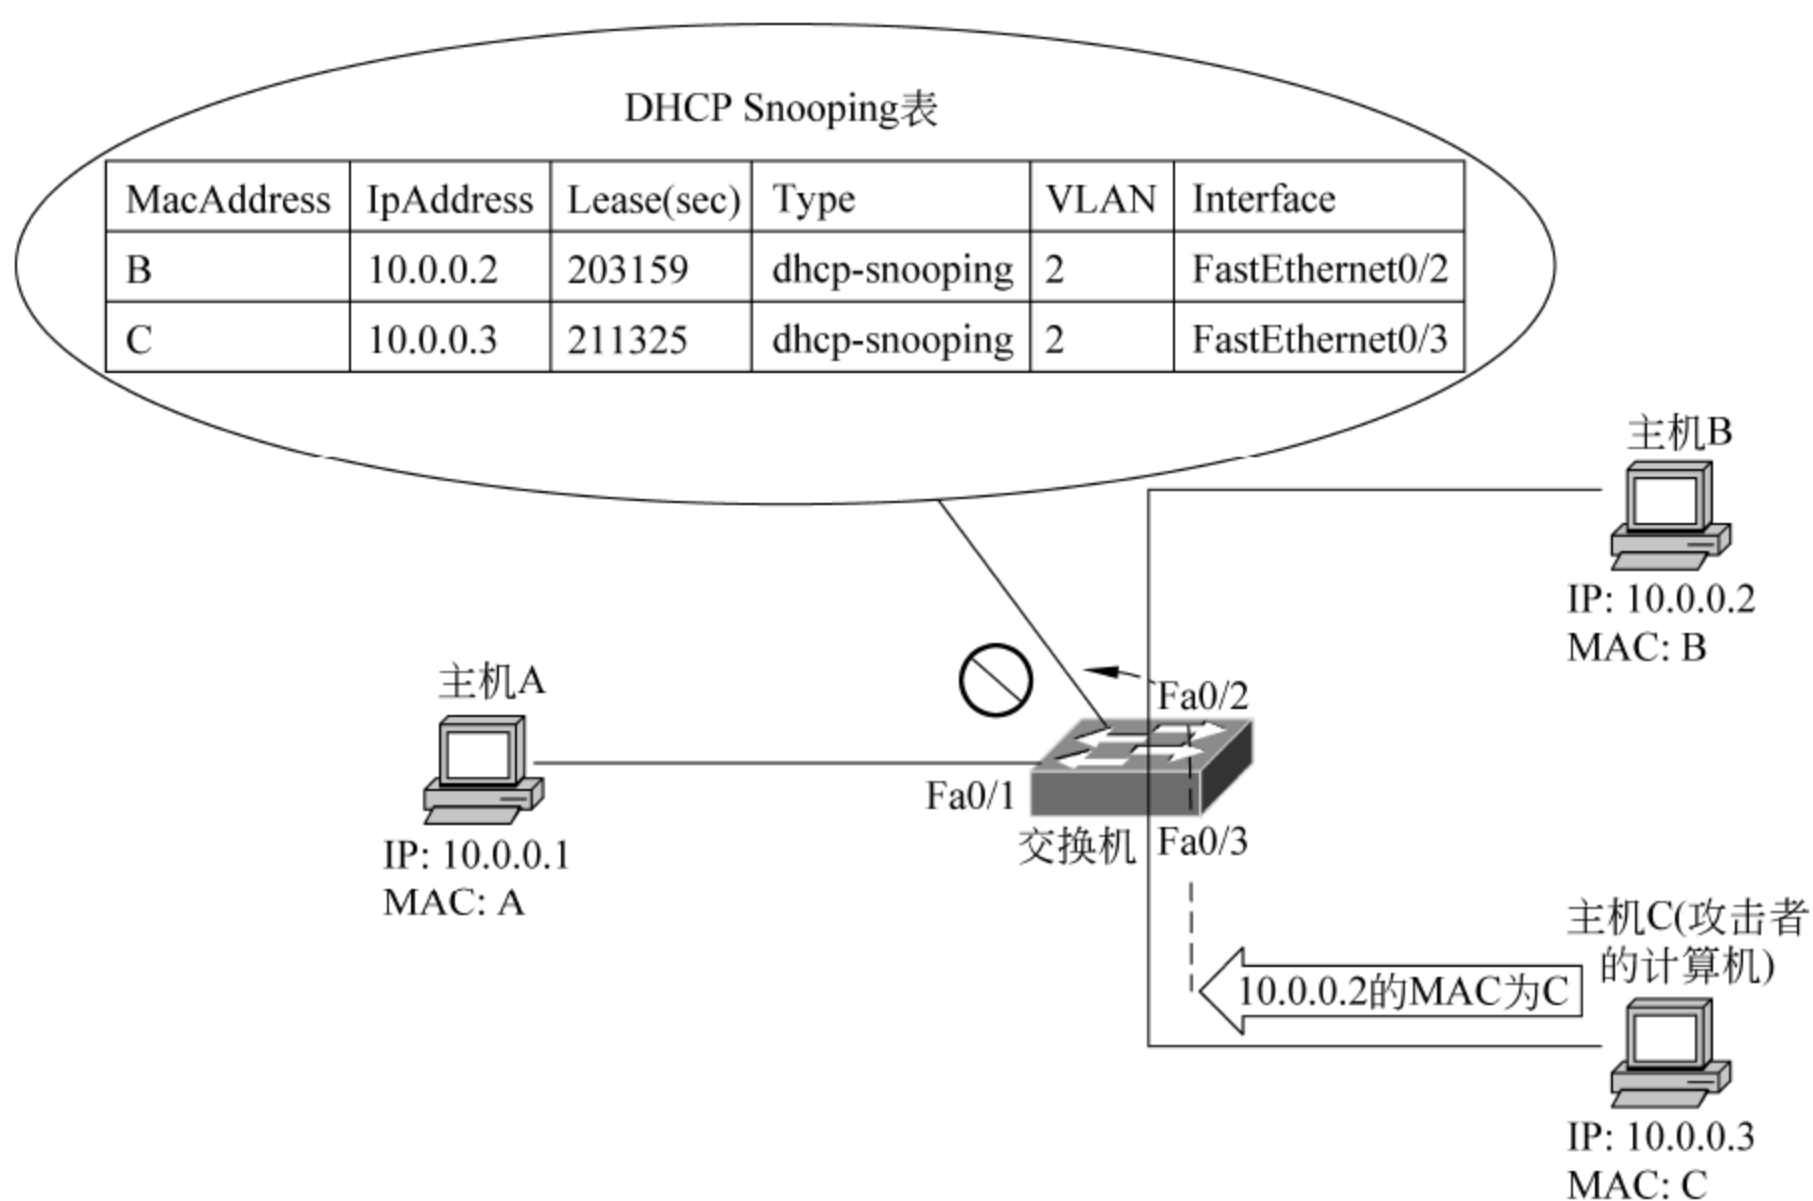 DHCP Snooping表
MacAddress IpAddress Lease(sec) Type VLAN Interface
B 10.0.0.2 203159 dhcp-snooping 2 FastEthernet0/2
C 10.0.0.3 211325 dhcp-snooping 2 FastEthernet0/3
主机B
IP: 10.0.0.2
MAC: B
主机A
IP: 10.0.0.1
MAC: A
Fa0/2
Fa0/1
交换机
Fa0/3
主机C(攻击者
的计算机)
10.0.0.2的MAC为C
IP: 10.0.0.3
MAC: C